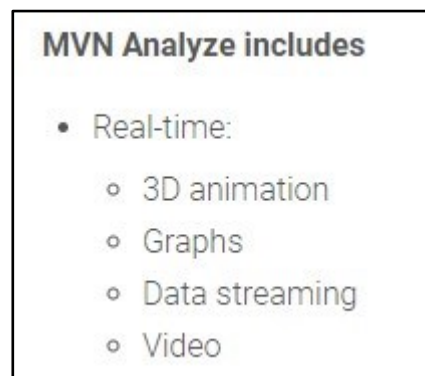 MVN Analyze includes
• Real-time:
◦ 3D animation
◦ Graphs
◦ Data streaming
◦ Video